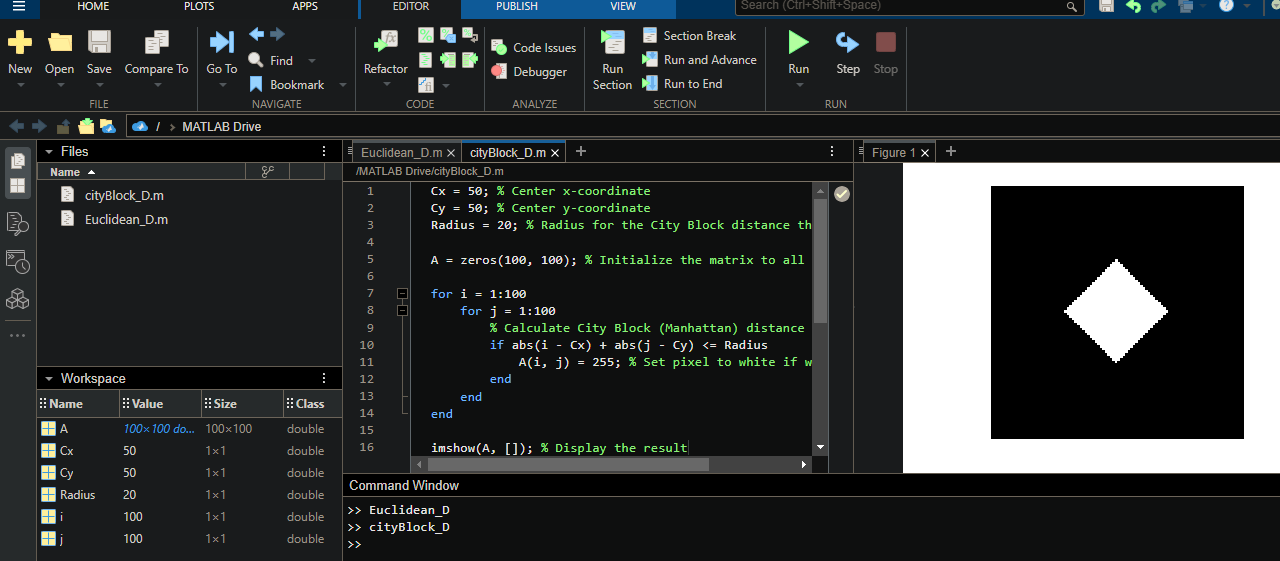 HOME PLOTS APPS EDITOR PUBLISH VIEW Search (Ctrl+Shift+Space)
New Open Save Compare To
FILE
Go To Find Bookmark
NAVIGATE
Refactor
CODE
Code Issues
Debugger
ANALYZE
Run Section
Section Break
Run and Advance
Run to End
SECTION
Run Step Stop
RUN
/ MATLAB Drive
Files
Name
cityBlock_D.m
Euclidean_D.m
Workspace
Name Value Size Class
A 100×100 do... 100×100 double
Cx 50 1×1 double
Cy 50 1×1 double
Radius 20 1×1 double
i 100 1×1 double
j 100 1×1 double
Euclidean_D.m cityBlock_D.m
/MATLAB Drive/cityBlock_D.m
1 Cx = 50; % Center x-coordinate
2 Cy = 50; % Center y-coordinate
3 Radius = 20; % Radius for the City Block distance th
4
5 A = zeros(100, 100); % Initialize the matrix to all
6
7 for i = 1:100
8 for j = 1:100
9 % Calculate City Block (Manhattan) distance
10 if abs(i - Cx) + abs(j - Cy) <= Radius
11 A(i, j) = 255; % Set pixel to white if w
12 end
13 end
14 end
15
16 imshow(A, []); % Display the result
Command Window
>> Euclidean_D
>> cityBlock_D
>>
Figure 1